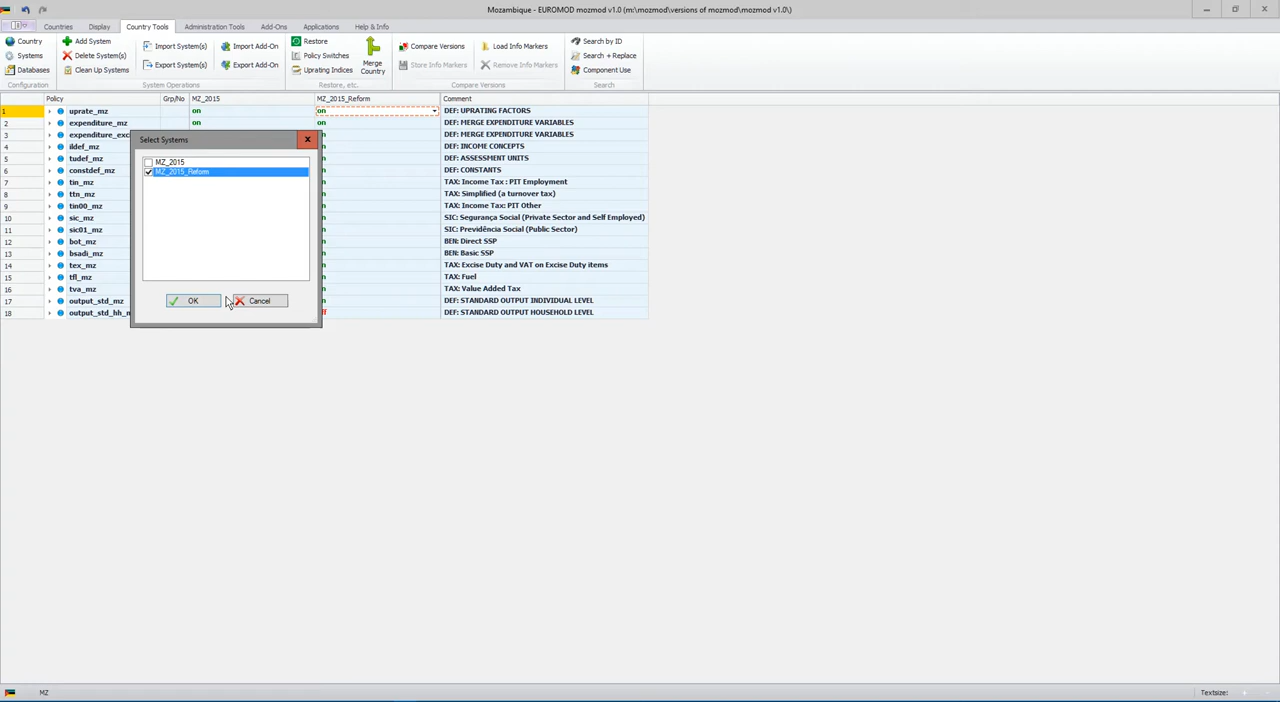 Mozambique - EUROMOD mozmod v1.0 (m:\mozmod\versions of mozmod\mozmod v1.0\)
Countries Display Country Tools Administration Tools Add-Ons Applications Help & Info
Country Add System Import System(s) Import Add-On Restore Compare Versions Load Info Markers Search by ID
Systems Delete System(s) Policy Switches Search + Replace
Databases Clean Up Systems Export System(s) Export Add-On Uprating Indices Merge Country Store Info Markers Remove Info Markers Component Use
Configuration System Operations Restore, etc. Compare Versions Search
Policy Grp/No MZ_2015 MZ_2015_Reform Comment
1 uprate_mz on on DEF: UPRATING FACTORS
2 expenditure_mz on on DEF: MERGE EXPENDITURE VARIABLES
3 expenditure_exc n DEF: MERGE EXPENDITURE VARIABLES
4 ildef_mz n DEF: INCOME CONCEPTS
5 tudef_mz n DEF: ASSESSMENT UNITS
6 constdef_mz n DEF: CONSTANTS
7 tin_mz n TAX: Income Tax : PIT Employment
8 ttn_mz n TAX: Simplified (a turnover tax)
9 tin00_mz n TAX: Income Tax: PIT Other
10 sic_mz n SIC: Segurança Social (Private Sector and Self Employed)
11 sic01_mz n SIC: Previdência Social (Public Sector)
12 bot_mz n BEN: Direct SSP
13 bsadi_mz n BEN: Basic SSP
14 tex_mz n TAX: Excise Duty and VAT on Excise Duty items
15 tfl_mz n TAX: Fuel
16 tva_mz n TAX: Value Added Tax
17 output_std_mz n DEF: STANDARD OUTPUT INDIVIDUAL LEVEL
18 output_std_hh_m ff DEF: STANDARD OUTPUT HOUSEHOLD LEVEL
Select Systems
MZ_2015
MZ_2015_Reform
OK Cancel
MZ Textsize: